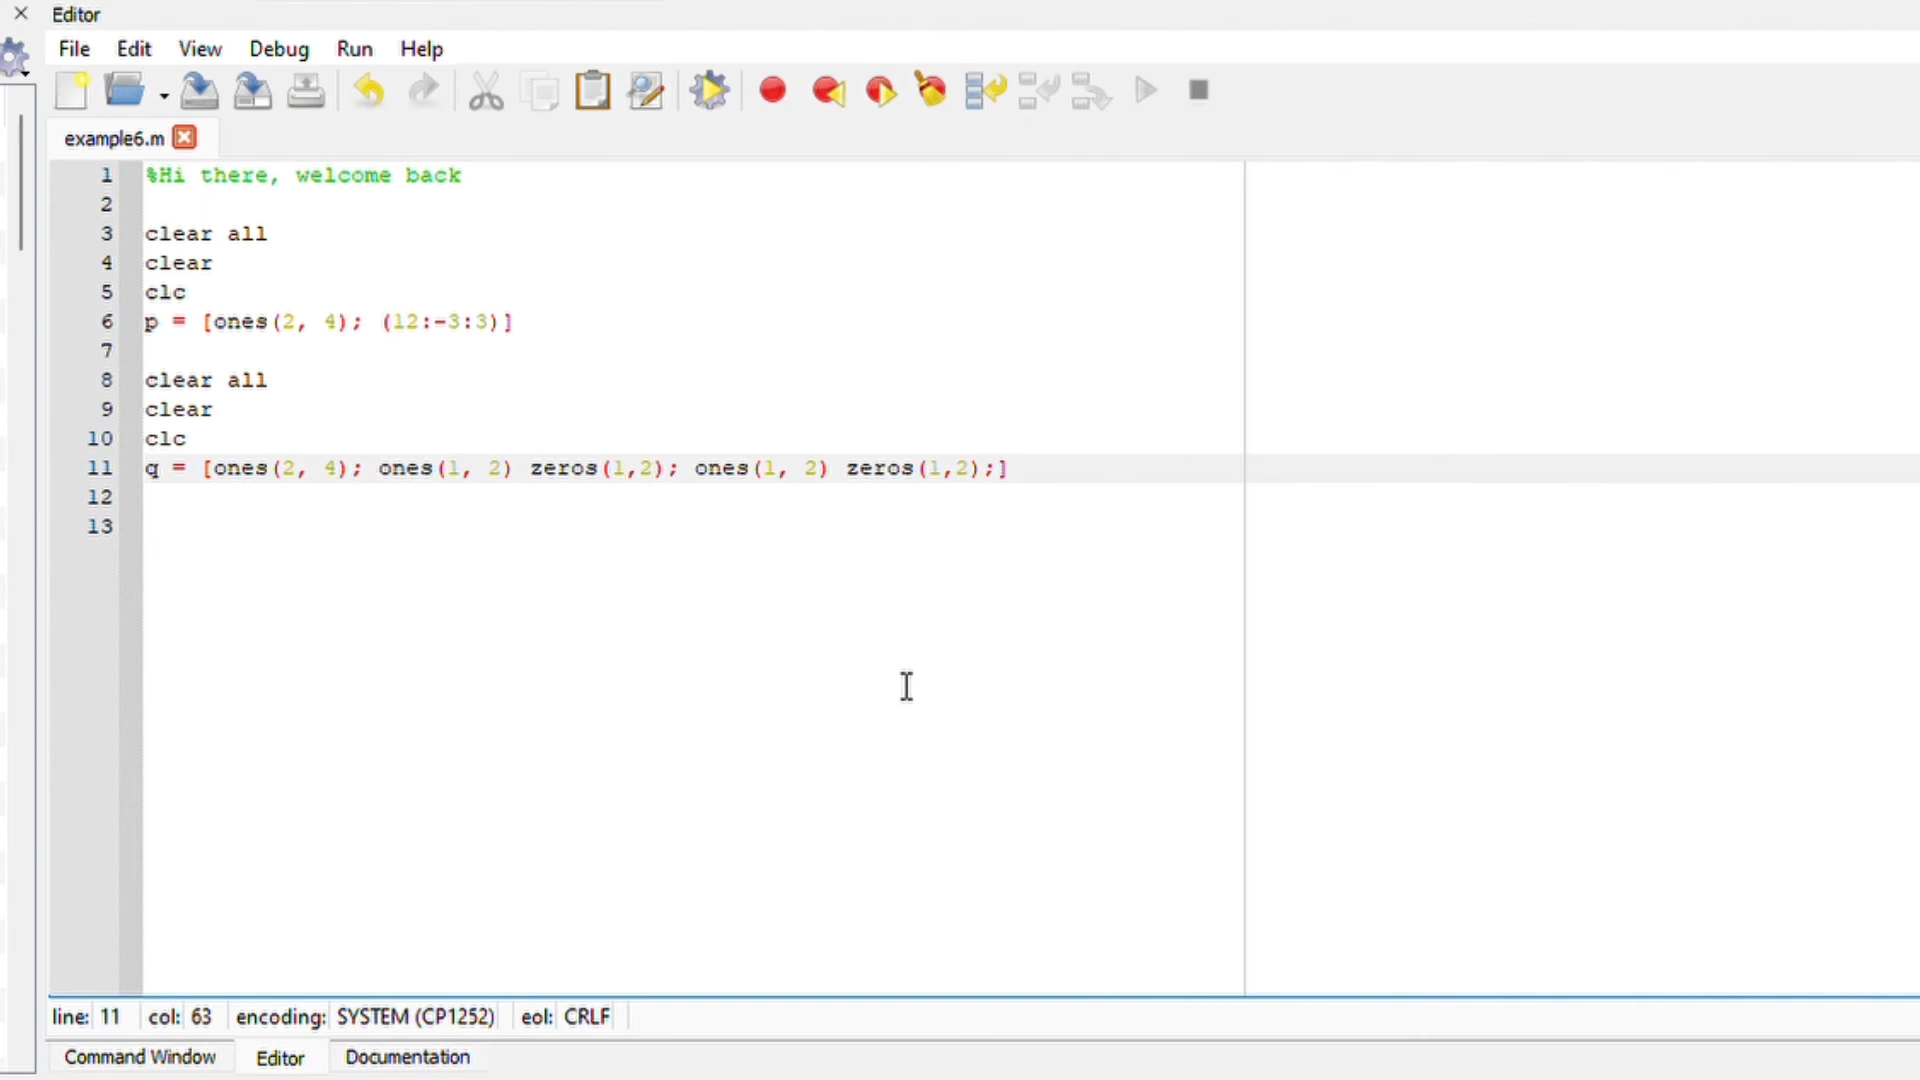 Editor
File Edit View Debug Run Help
example6.m
1 %Hi there, welcome back
2
3 clear all
4 clear
5 clc
6 p = [ones(2, 4); (12:-3:3)]
7
8 clear all
9 clear
10 clc
11 q = [ones(2, 4); ones(1, 2) zeros(1,2); ones(1, 2) zeros(1,2);]
12
13
line: 11 col: 63 encoding: SYSTEM (CP1252) eol: CRLF
Command Window Editor Documentation